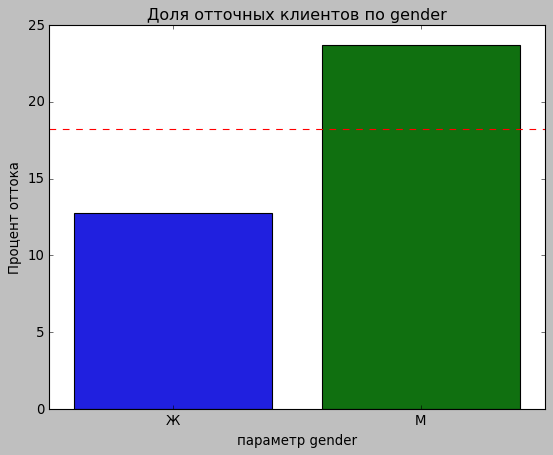 Доля отточных клиентов по gender
Процент оттока
25
20
15
10
5
0
Ж
М
параметр gender